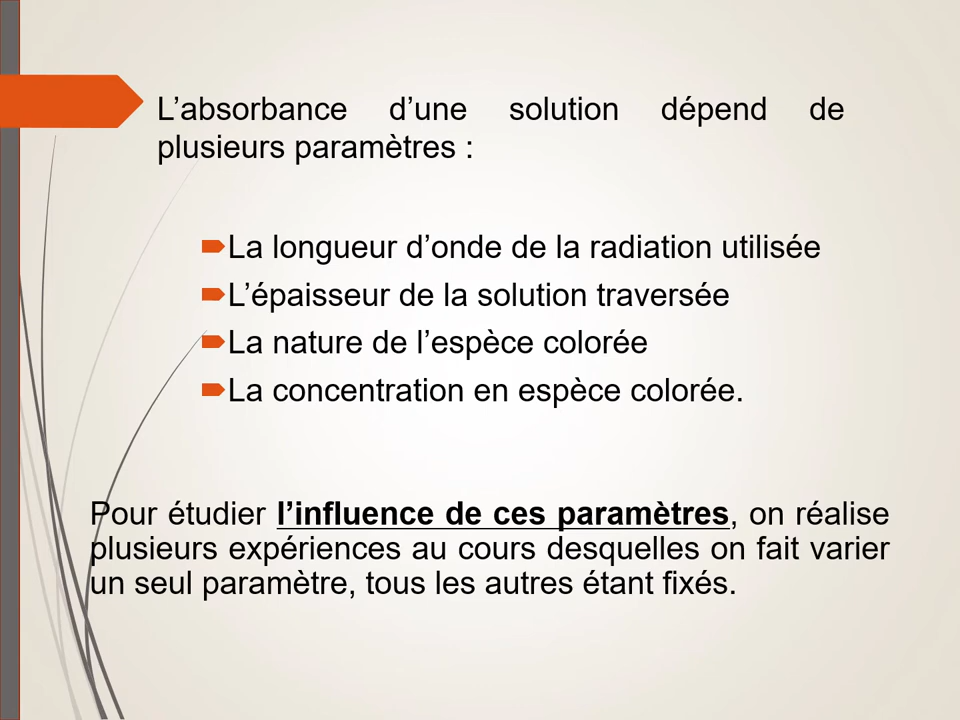 L’absorbance d’une solution dépend de
plusieurs paramètres :
La longueur d’onde de la radiation utilisée
L’épaisseur de la solution traversée
La nature de l’espèce colorée
La concentration en espèce colorée.
Pour étudier l’influence de ces paramètres, on réalise
plusieurs expériences au cours desquelles on fait varier
un seul paramètre, tous les autres étant fixés.